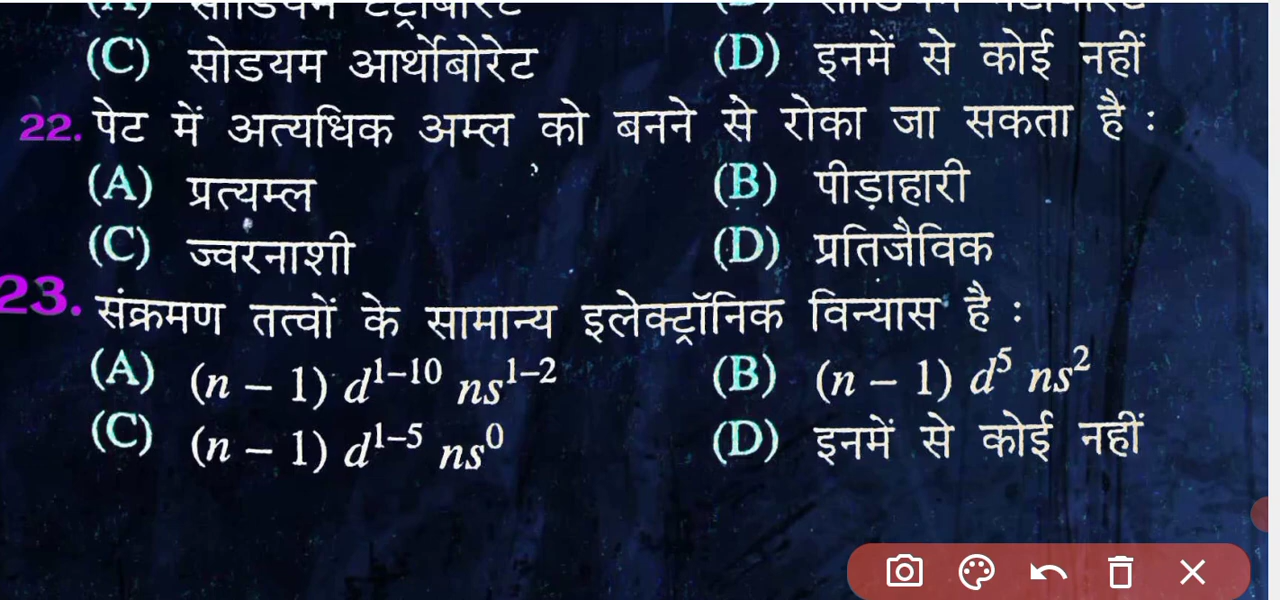 (C) सोडयम आर्थोबोरेट (D) इनमें से कोई नहीं
22. पेट में अत्यधिक अम्ल को बनने से रोका जा सकता है :
(A) प्रत्यम्ल (B) पीड़ाहारी
(C) ज्वरनाशी (D) प्रतिजैविक
23. संक्रमण तत्वों के सामान्य इलेक्ट्रॉनिक विन्यास है :
(A) (n – 1) d¹⁻¹⁰ ns¹⁻² (B) (n – 1) d⁵ ns²
(C) (n – 1) d¹⁻⁵ ns⁰ (D) इनमें से कोई नहीं